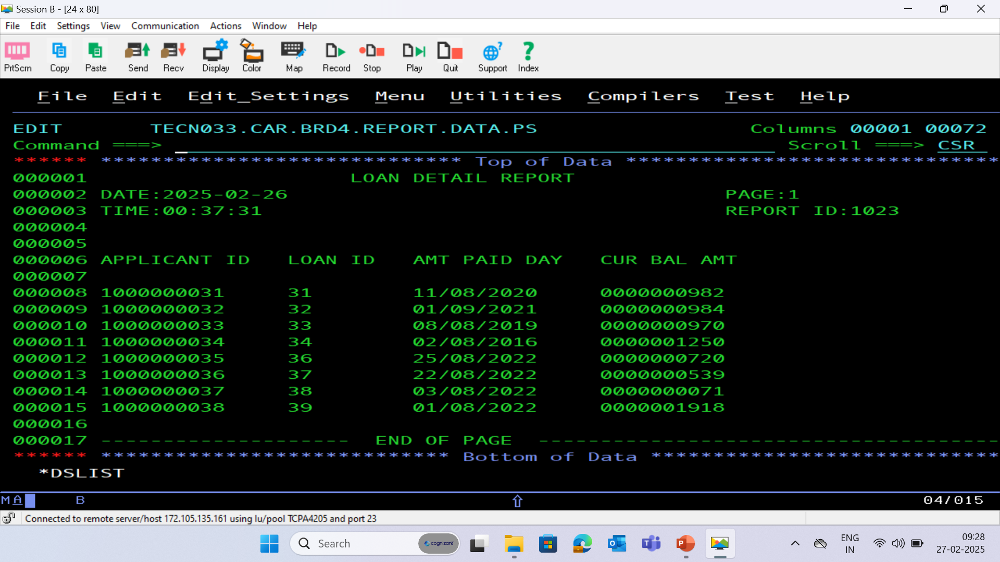 Session B - [24 x 80]
File Edit Settings View Communication Actions Window Help
PrtScrn Copy Paste Send Recv Display Color Map Record Stop Play Quit Support Index
File Edit Edit_Settings Menu Utilities Compilers Test Help
EDIT TECN033.CAR.BRD4.REPORT.DATA.PS Columns 00001 00072
Command ===> Scroll ===> CSR
****** ***************************** Top of Data ******************************
000001 LOAN DETAIL REPORT
000002 DATE:2025-02-26 PAGE:1
000003 TIME:00:37:31 REPORT ID:1023
000004
000005
000006 APPLICANT ID LOAN ID AMT PAID DAY CUR BAL AMT
000007
000008 1000000031 31 11/08/2020 0000000982
000009 1000000032 32 01/09/2021 0000000984
000010 1000000033 33 08/08/2019 0000000970
000011 1000000034 34 02/08/2016 0000001250
000012 1000000035 36 25/08/2022 0000000720
000013 1000000036 37 22/08/2022 0000000539
000014 1000000037 38 03/08/2022 0000000071
000015 1000000038 39 01/08/2022 0000001918
000016
000017 -------------------- END OF PAGE -------------------------------------
****** **************************** Bottom of Data ****************************
*DSLIST
MA B 04/015
Connected to remote server/host 172.105.135.161 using lu/pool TCPA4205 and port 23
Search cognizant ENG 09:28
IN 27-02-2025